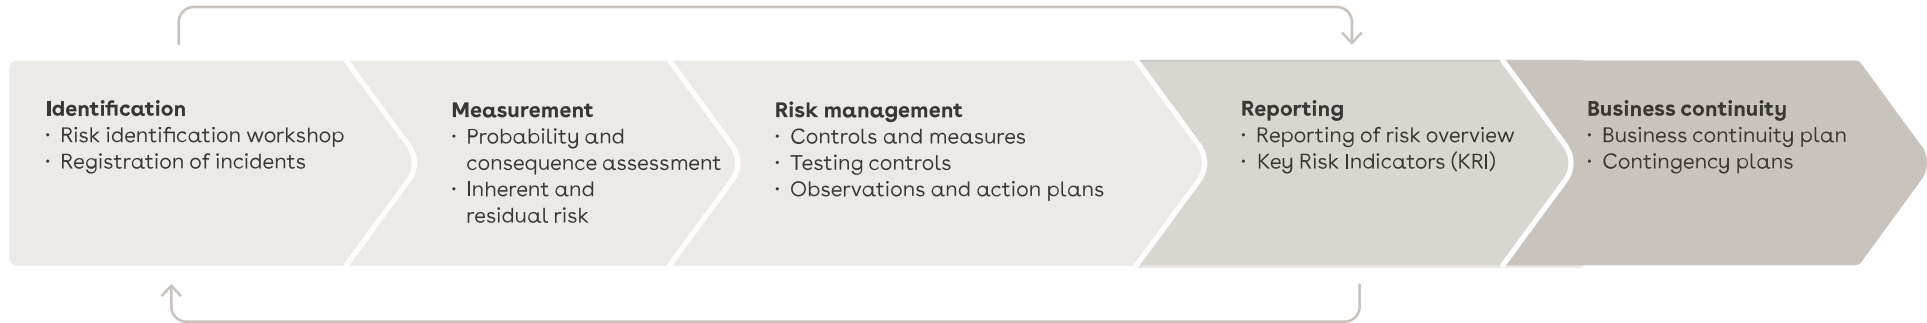 Identification
· Risk identification workshop
· Registration of incidents
Measurement
· Probability and
consequence assessment
· Inherent and
residual risk
Risk management
· Controls and measures
· Testing controls
· Observations and action plans
Reporting
· Reporting of risk overview
· Key Risk Indicators (KRI)
Business continuity
· Business continuity plan
· Contingency plans